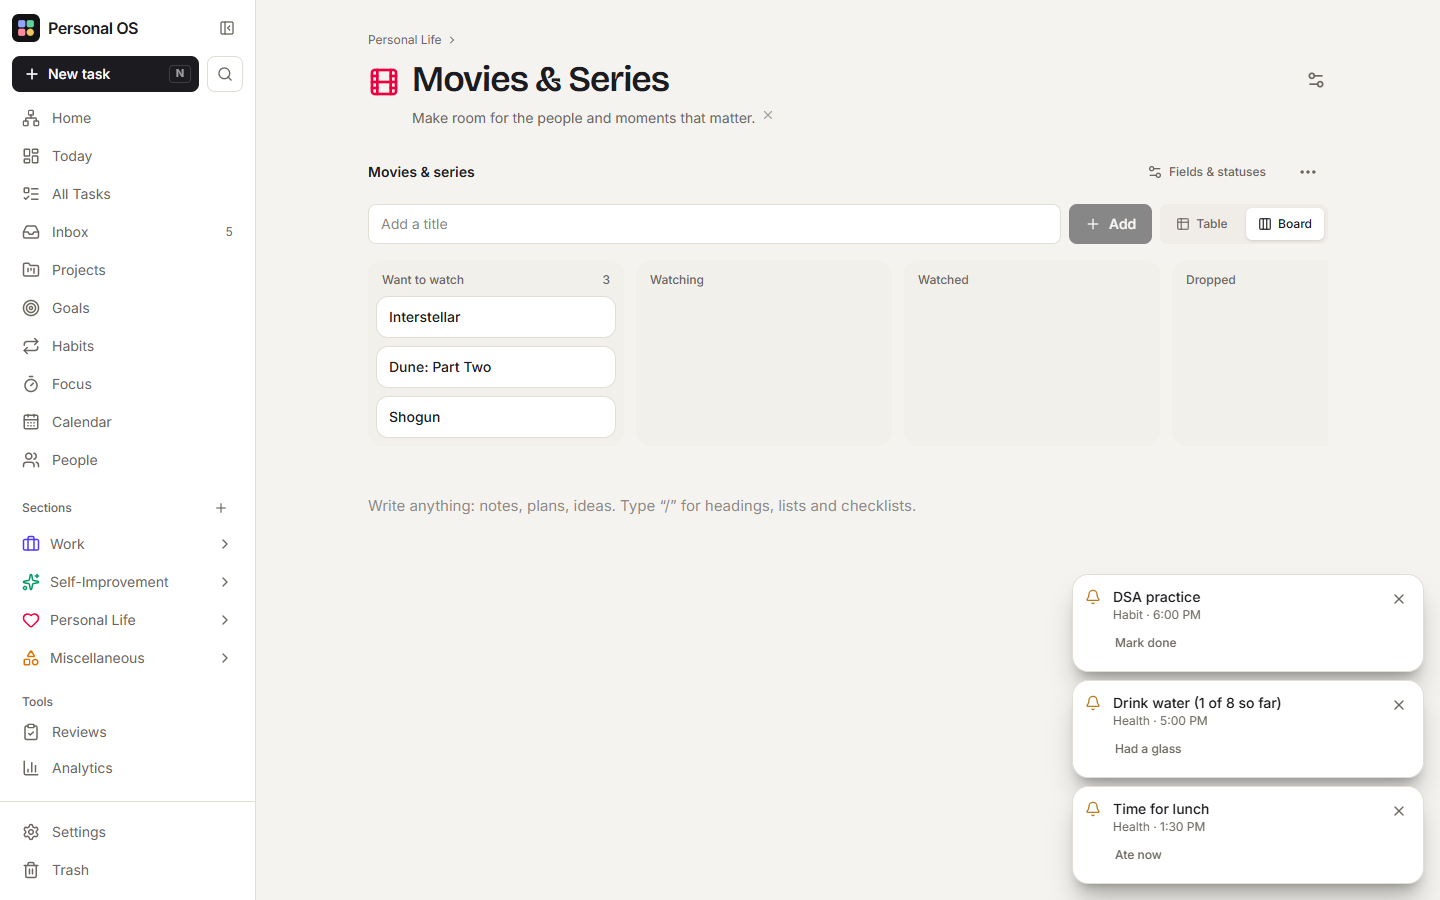 Personal OS
New task
N
Home
Today
All Tasks
Inbox 5
Projects
Goals
Habits
Focus
Calendar
People
Sections
Work
Self-Improvement
Personal Life
Miscellaneous
Tools
Reviews
Analytics
Settings
Trash
Personal Life
Movies & Series
Make room for the people and moments that matter.
Movies & series
Fields & statuses
Add a title
Add
Table
Board
Want to watch 3
Interstellar
Dune: Part Two
Shogun
Watching
Watched
Dropped
Write anything: notes, plans, ideas. Type “/” for headings, lists and checklists.
DSA practice
Habit · 6:00 PM
Mark done
Drink water (1 of 8 so far)
Health · 5:00 PM
Had a glass
Time for lunch
Health · 1:30 PM
Ate now